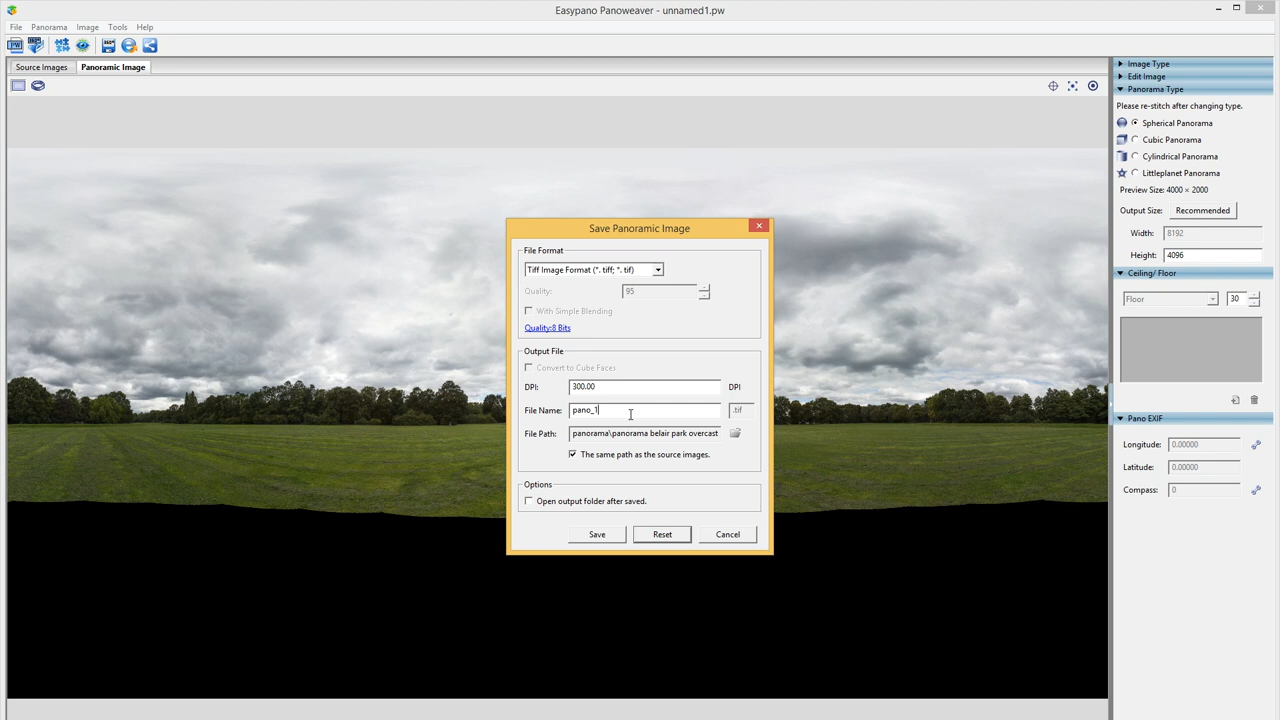 Easypano Panoweaver - unnamed1.pw
File Panorama Image Tools Help
Source Images Panoramic Image
Image Type
Edit Image
Panorama Type
Please re-stitch after changing type.
Spherical Panorama
Cubic Panorama
Cylindrical Panorama
Littleplanet Panorama
Preview Size: 4000 × 2000
Output Size: Recommended
Width: 8192
Height: 4096
Ceiling/ Floor
Floor 30
Pano EXIF
Longitude: 0.00000
Latitude: 0.00000
Compass: 0
Save Panoramic Image
File Format
Tiff Image Format (*. tiff; *. tif)
Quality: 95
With Simple Blending
Quality:8 Bits
Output File
Convert to Cube Faces
DPI: 300.00 DPI
File Name: pano_1 .tif
File Path: panorama\panorama belair park overcast
The same path as the source images.
Options
Open output folder after saved.
Save Reset Cancel